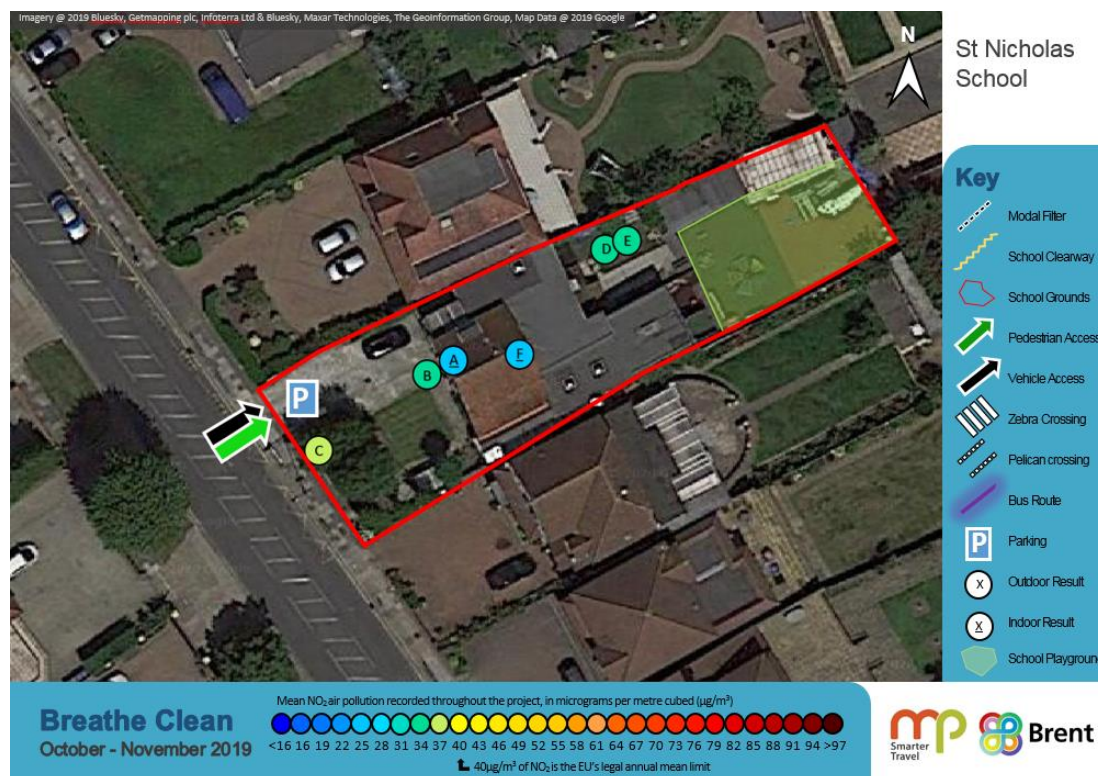 Imagery @ 2019 Bluesky, Getmapping plc, Infoterra Ltd & Bluesky, Maxar Technologies, The GeoInformation Group, Map Data @ 2019 Google
N
St Nicholas
School
Key
Modal Filter
School Clearway
School Grounds
Pedestrian Access
Vehicle Access
Zebra Crossing
Pelican crossing
Bus Route
P
Parking
X
Outdoor Result
X
Indoor Result
School Playground
D
E
A
F
B
P
C
Breathe Clean
October - November 2019
Mean NO₂ air pollution recorded throughout the project, in micrograms per metre cubed (µg/m³)
<16 16 19 22 25 28 31 34 37 40 43 46 49 52 55 58 61 64 67 70 73 76 79 82 85 88 91 94 >97
40µg/m³ of NO₂ is the EU's legal annual mean limit
mp
Smarter
Travel
Brent